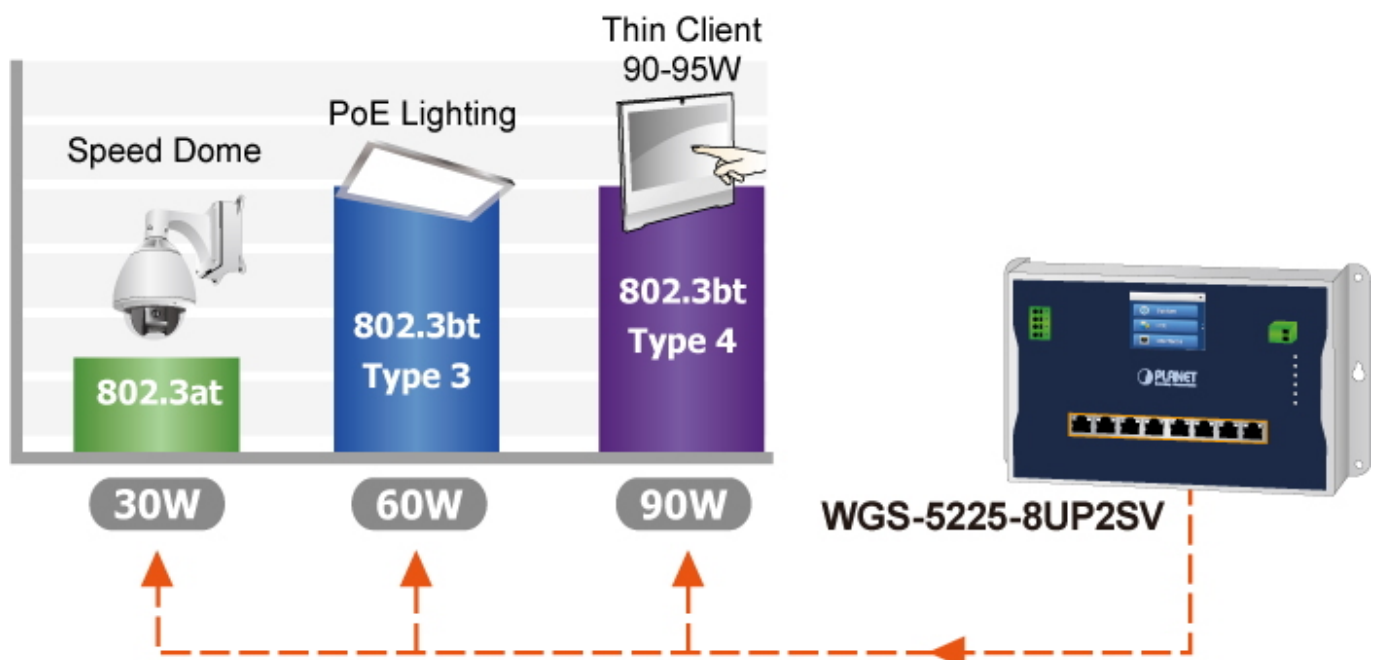 Thin Client
90-95W
PoE Lighting
Speed Dome
802.3at
802.3bt
Type 3
802.3bt
Type 4
30W
60W
90W
PLANET
WGS-5225-8UP2SV